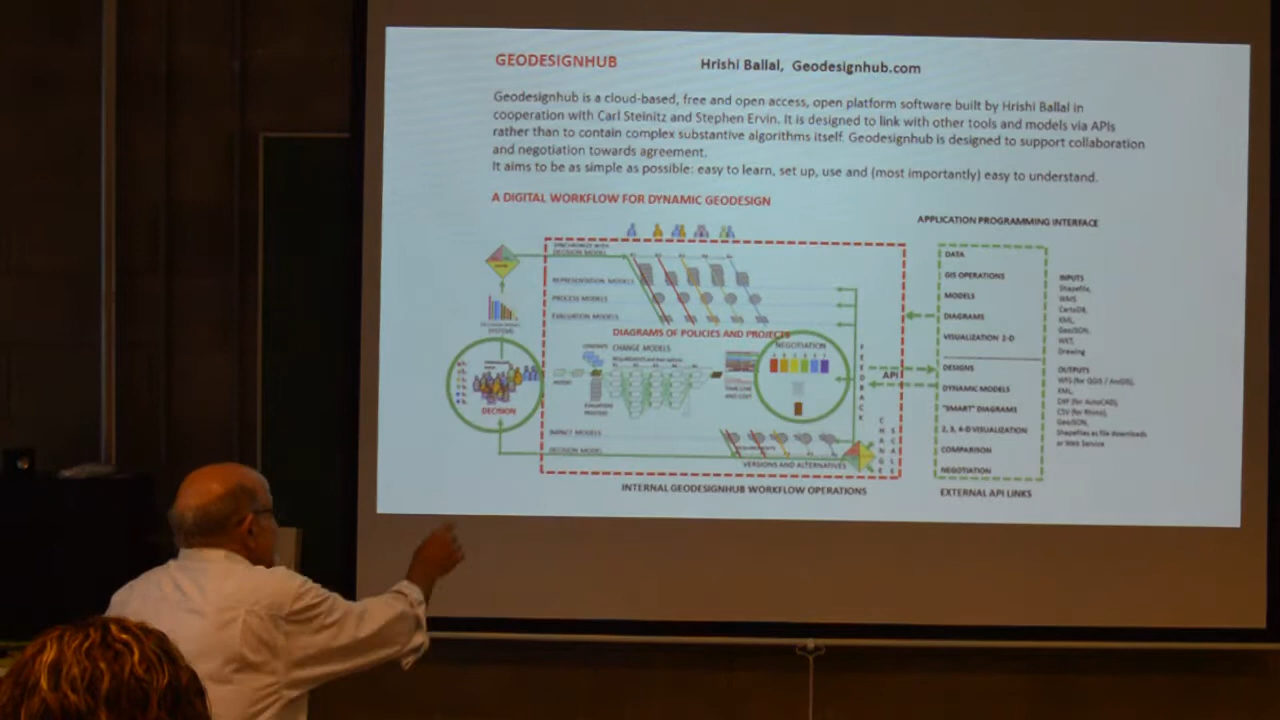 GEODESIGNHUB
Hrishi Ballal, Geodesignhub.com
Geodesignhub is a cloud-based, free and open access, open platform software built by Hrishi Ballal in
cooperation with Carl Steinitz and Stephen Ervin. It is designed to link with other tools and models via APIs
rather than to contain complex substantive algorithms itself. Geodesignhub is designed to support collaboration
and negotiation towards agreement.
It aims to be as simple as possible: easy to learn, set up, use and (most importantly) easy to understand.
A DIGITAL WORKFLOW FOR DYNAMIC GEODESIGN
APPLICATION PROGRAMMING INTERFACE
SYNCHRONIZE WITH
DECISION MODEL
REPRESENTATION MODELS
PROCESS MODELS
EVALUATION MODELS
DIAGRAMS OF POLICIES AND PROJECTS
CHANGE MODELS
NEGOTIATION
DECISION
FEEDBACK
API
CHANGE
SCALE
IMPACT MODELS
DECISION MODEL
VERSIONS AND ALTERNATIVES
INTERNAL GEODESIGNHUB WORKFLOW OPERATIONS
DATA
GIS OPERATIONS
MODELS
DIAGRAMS
VISUALIZATION 2-D
DESIGNS
DYNAMIC MODELS
"SMART" DIAGRAMS
2, 3, 4-D VISUALIZATION
COMPARISON
NEGOTIATION
EXTERNAL API LINKS
INPUTS
Shapefile,
WMS
CartoDB,
KML,
GeoJSON,
WKT,
Drawing
OUTPUTS
WFS (for QGIS / ArcGIS),
KML,
DXF (for AutoCAD),
CSV (for Rhino),
GeoJSON,
Shapefiles as file downloads
or Web Service